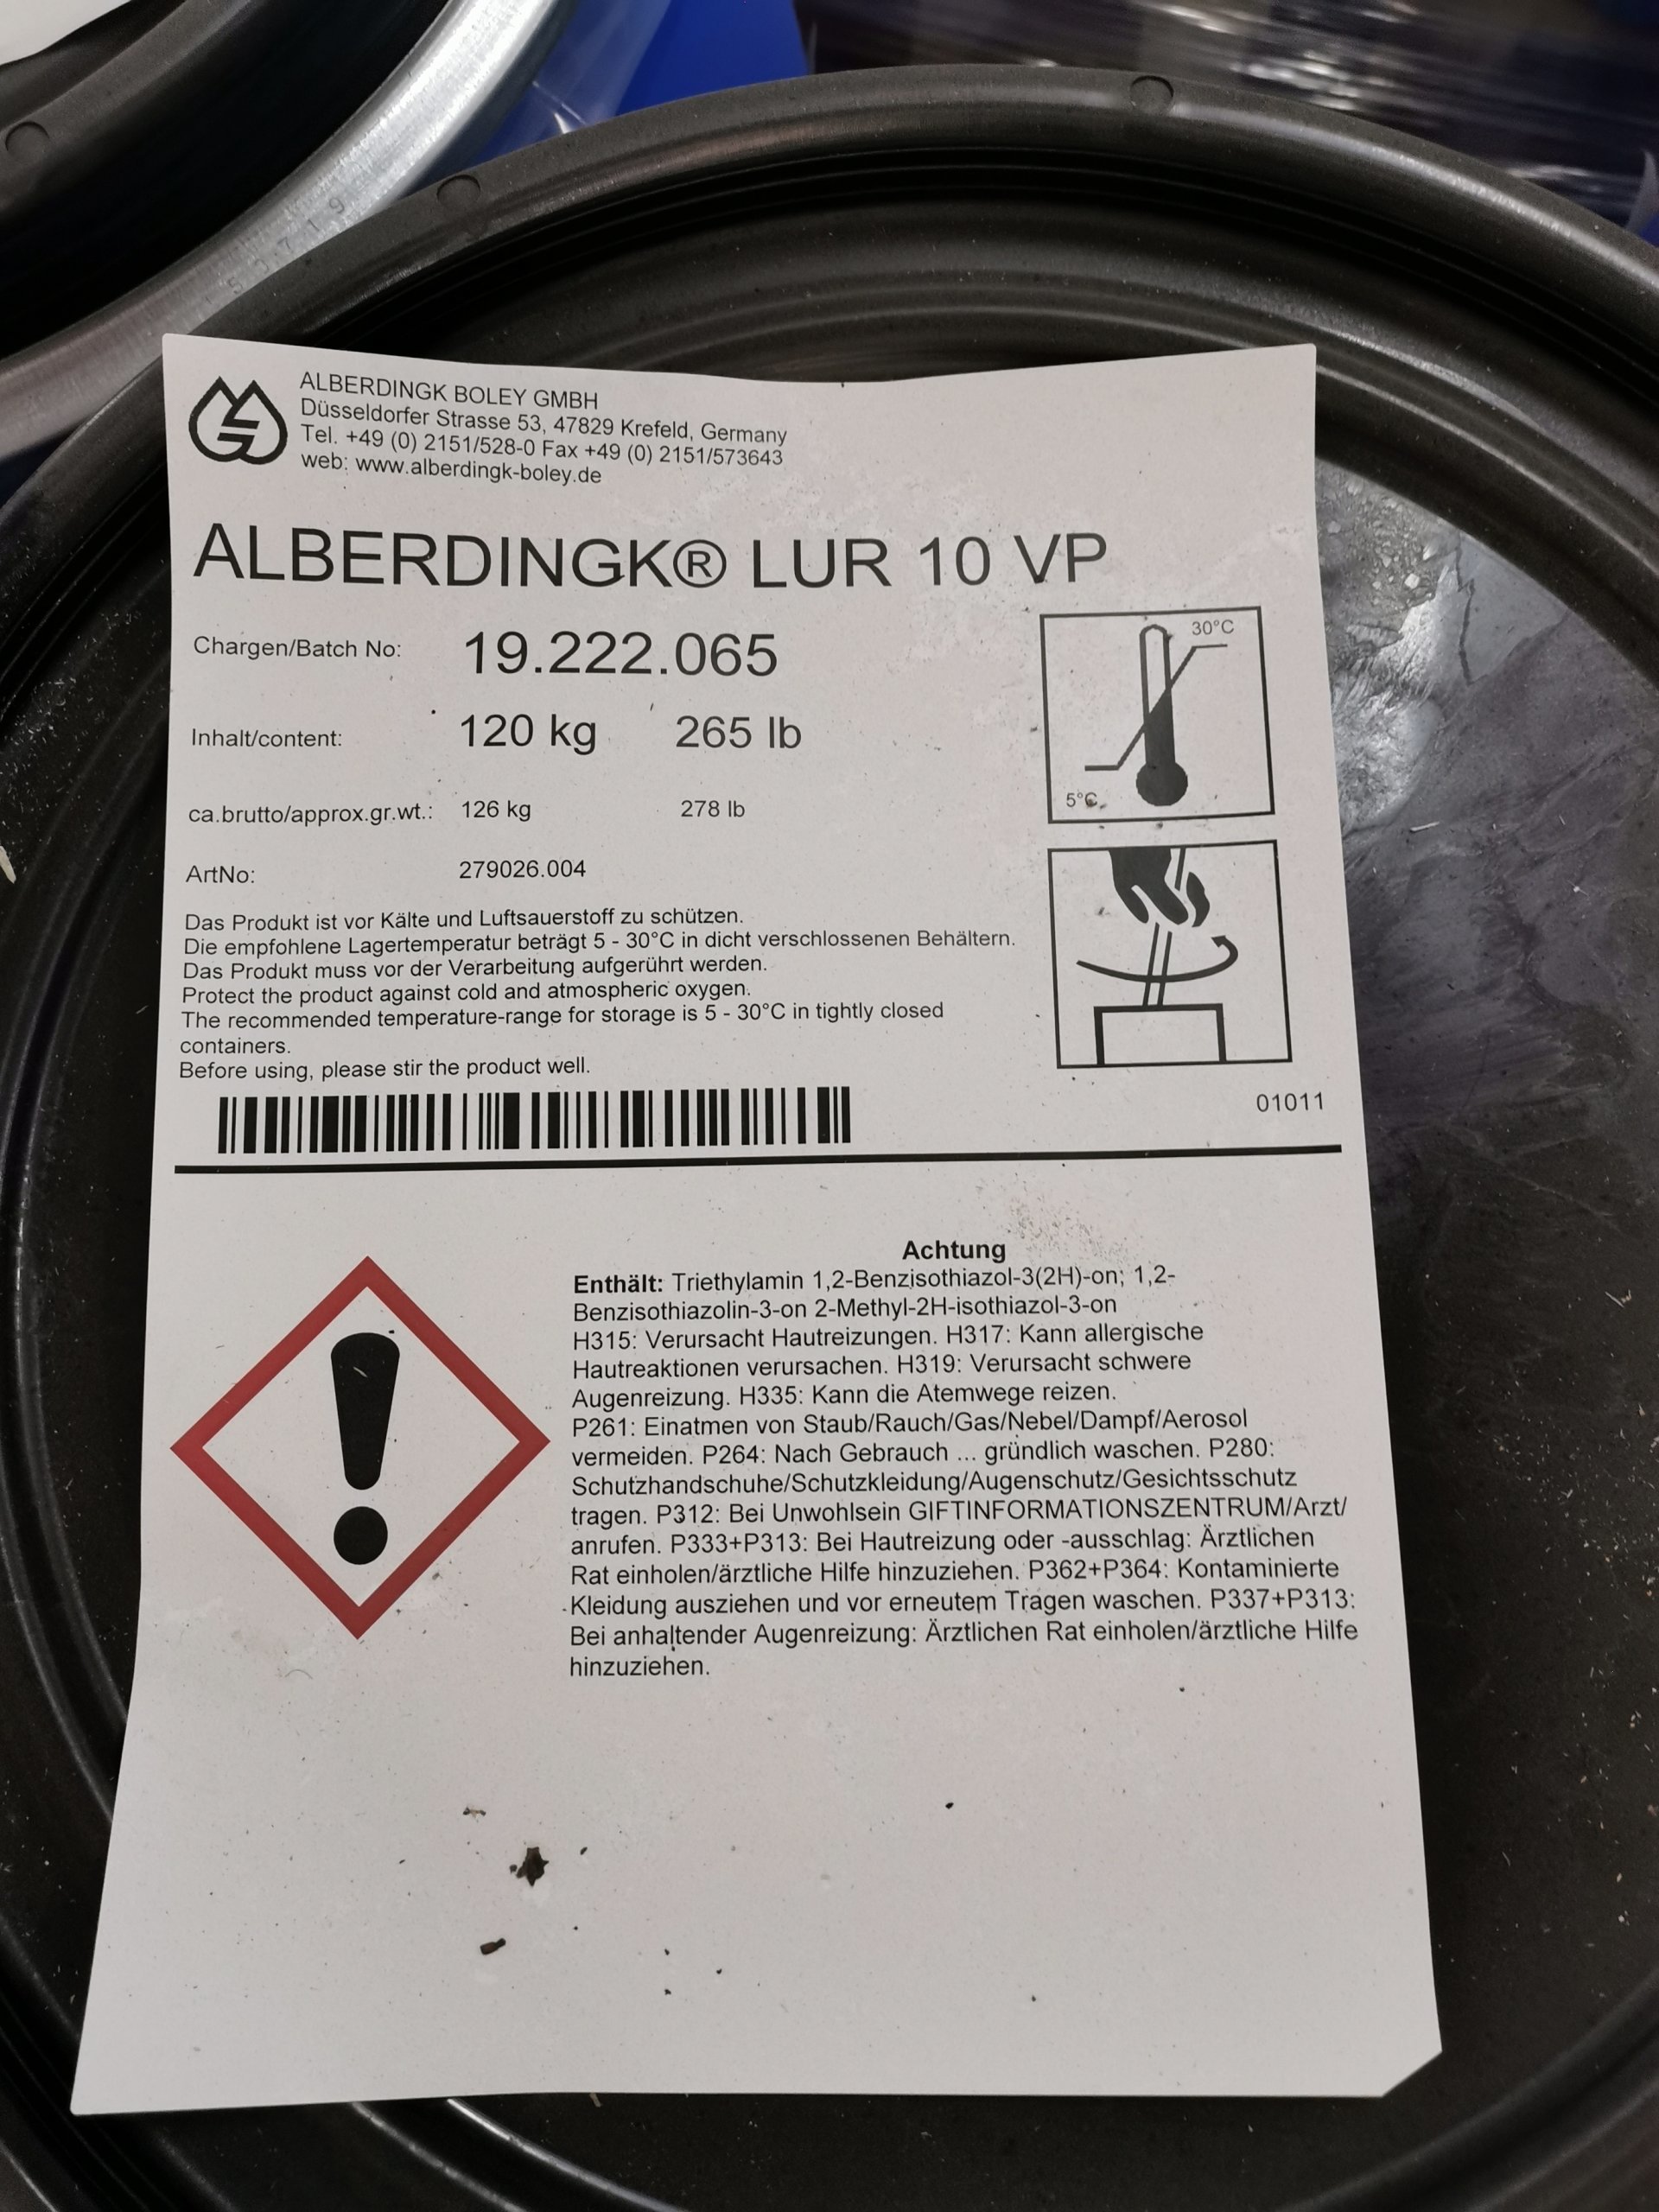 ALBERDINGK BOLEY GMBH
Düsseldorfer Strasse 53, 47829 Krefeld, Germany
Tel. +49 (0) 2151/528-0 Fax +49 (0) 2151/573643
web: www.alberdingk-boley.de
ALBERDINGK® LUR 10 VP
Chargen/Batch No: 19.222.065
Inhalt/content: 120 kg 265 lb
ca.brutto/approx.gr.wt.: 126 kg 278 lb
ArtNo: 279026.004
30°C
5°C
Das Produkt ist vor Kälte und Luftsauerstoff zu schützen.
Die empfohlene Lagertemperatur beträgt 5 - 30°C in dicht verschlossenen Behältern.
Das Produkt muss vor der Verarbeitung aufgerührt werden.
Protect the product against cold and atmospheric oxygen.
The recommended temperature-range for storage is 5 - 30°C in tightly closed
containers.
Before using, please stir the product well.
01011
Achtung
Enthält: Triethylamin 1,2-Benzisothiazol-3(2H)-on; 1,2-
Benzisothiazolin-3-on 2-Methyl-2H-isothiazol-3-on
H315: Verursacht Hautreizungen. H317: Kann allergische
Hautreaktionen verursachen. H319: Verursacht schwere
Augenreizung. H335: Kann die Atemwege reizen.
P261: Einatmen von Staub/Rauch/Gas/Nebel/Dampf/Aerosol
vermeiden. P264: Nach Gebrauch ... gründlich waschen. P280:
Schutzhandschuhe/Schutzkleidung/Augenschutz/Gesichtsschutz
tragen. P312: Bei Unwohlsein GIFTINFORMATIONSZENTRUM/Arzt/
anrufen. P333+P313: Bei Hautreizung oder -ausschlag: Ärztlichen
Rat einholen/ärztliche Hilfe hinzuziehen. P362+P364: Kontaminierte
Kleidung ausziehen und vor erneutem Tragen waschen. P337+P313:
Bei anhaltender Augenreizung: Ärztlichen Rat einholen/ärztliche Hilfe
hinzuziehen.